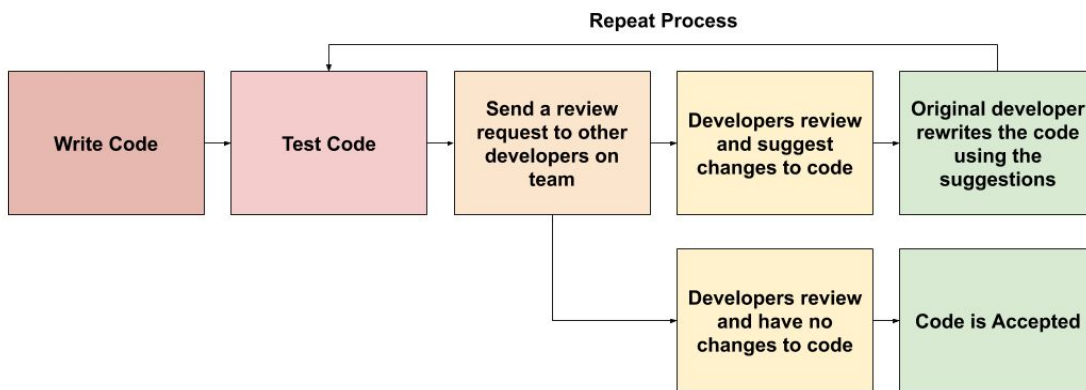 Repeat Process
Write Code
Test Code
Send a review
request to other
developers on
team
Developers review
and suggest
changes to code
Original developer
rewrites the code
using the
suggestions
Developers review
and have no
changes to code
Code is Accepted